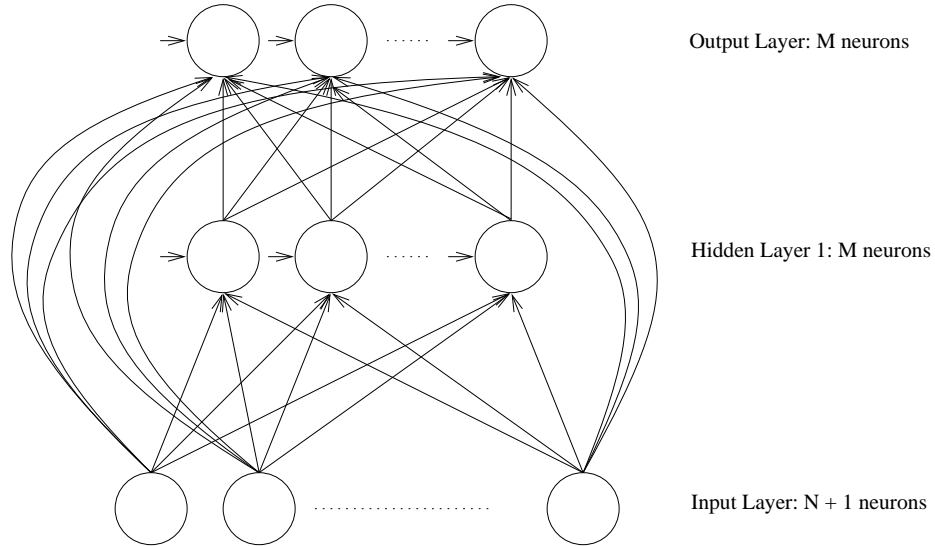 Output Layer: M neurons
Hidden Layer 1: M neurons
Input Layer: N + 1 neurons